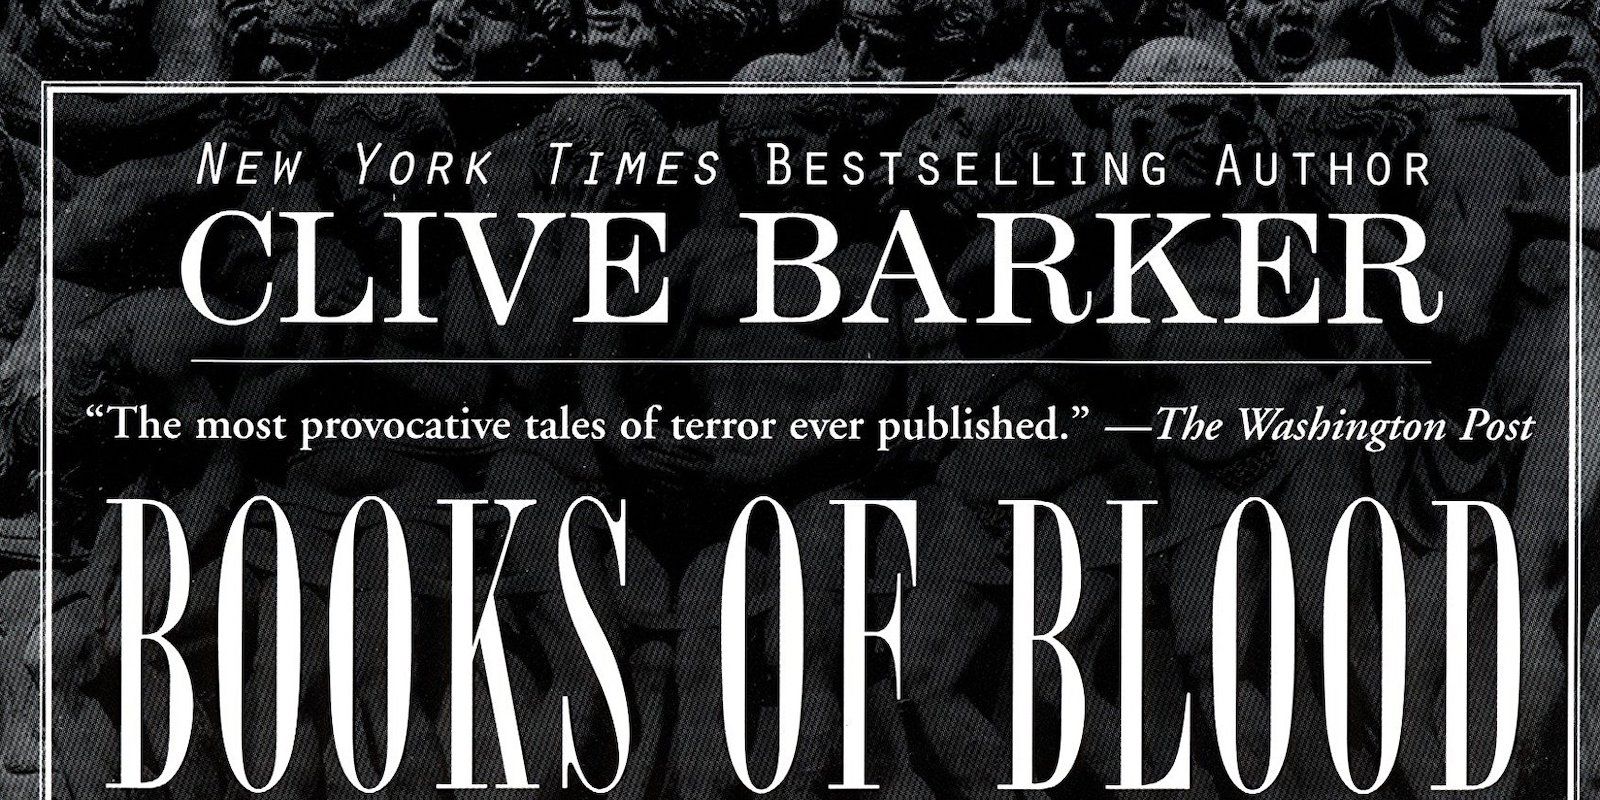 New York Times Bestselling Author
CLIVE BARKER
“The most provocative tales of terror ever published.” —The Washington Post
BOOKS OF BLOOD